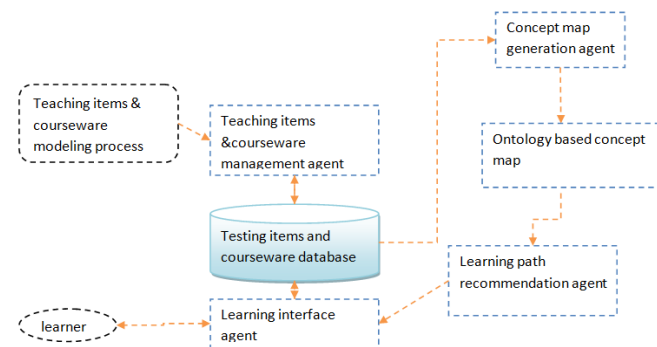 Concept map
generation agent
Teaching items &
courseware
modeling process
Teaching items
&courseware
management agent
Ontology based concept
map
Testing items and
courseware database
Learning path
recommendation agent
Learning interface
agent
learner